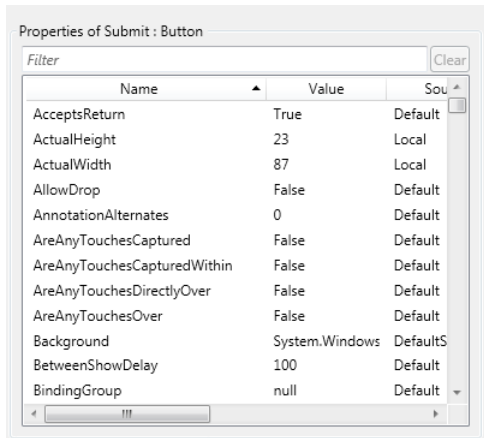 Properties of Submit : Button
Filter Clear
Name Value Sou
AcceptsReturn True Default
ActualHeight 23 Local
ActualWidth 87 Local
AllowDrop False Default
AnnotationAlternates 0 Default
AreAnyTouchesCaptured False Default
AreAnyTouchesCapturedWithin False Default
AreAnyTouchesDirectlyOver False Default
AreAnyTouchesOver False Default
Background System.Windows DefaultS
BetweenShowDelay 100 Default
BindingGroup null Default